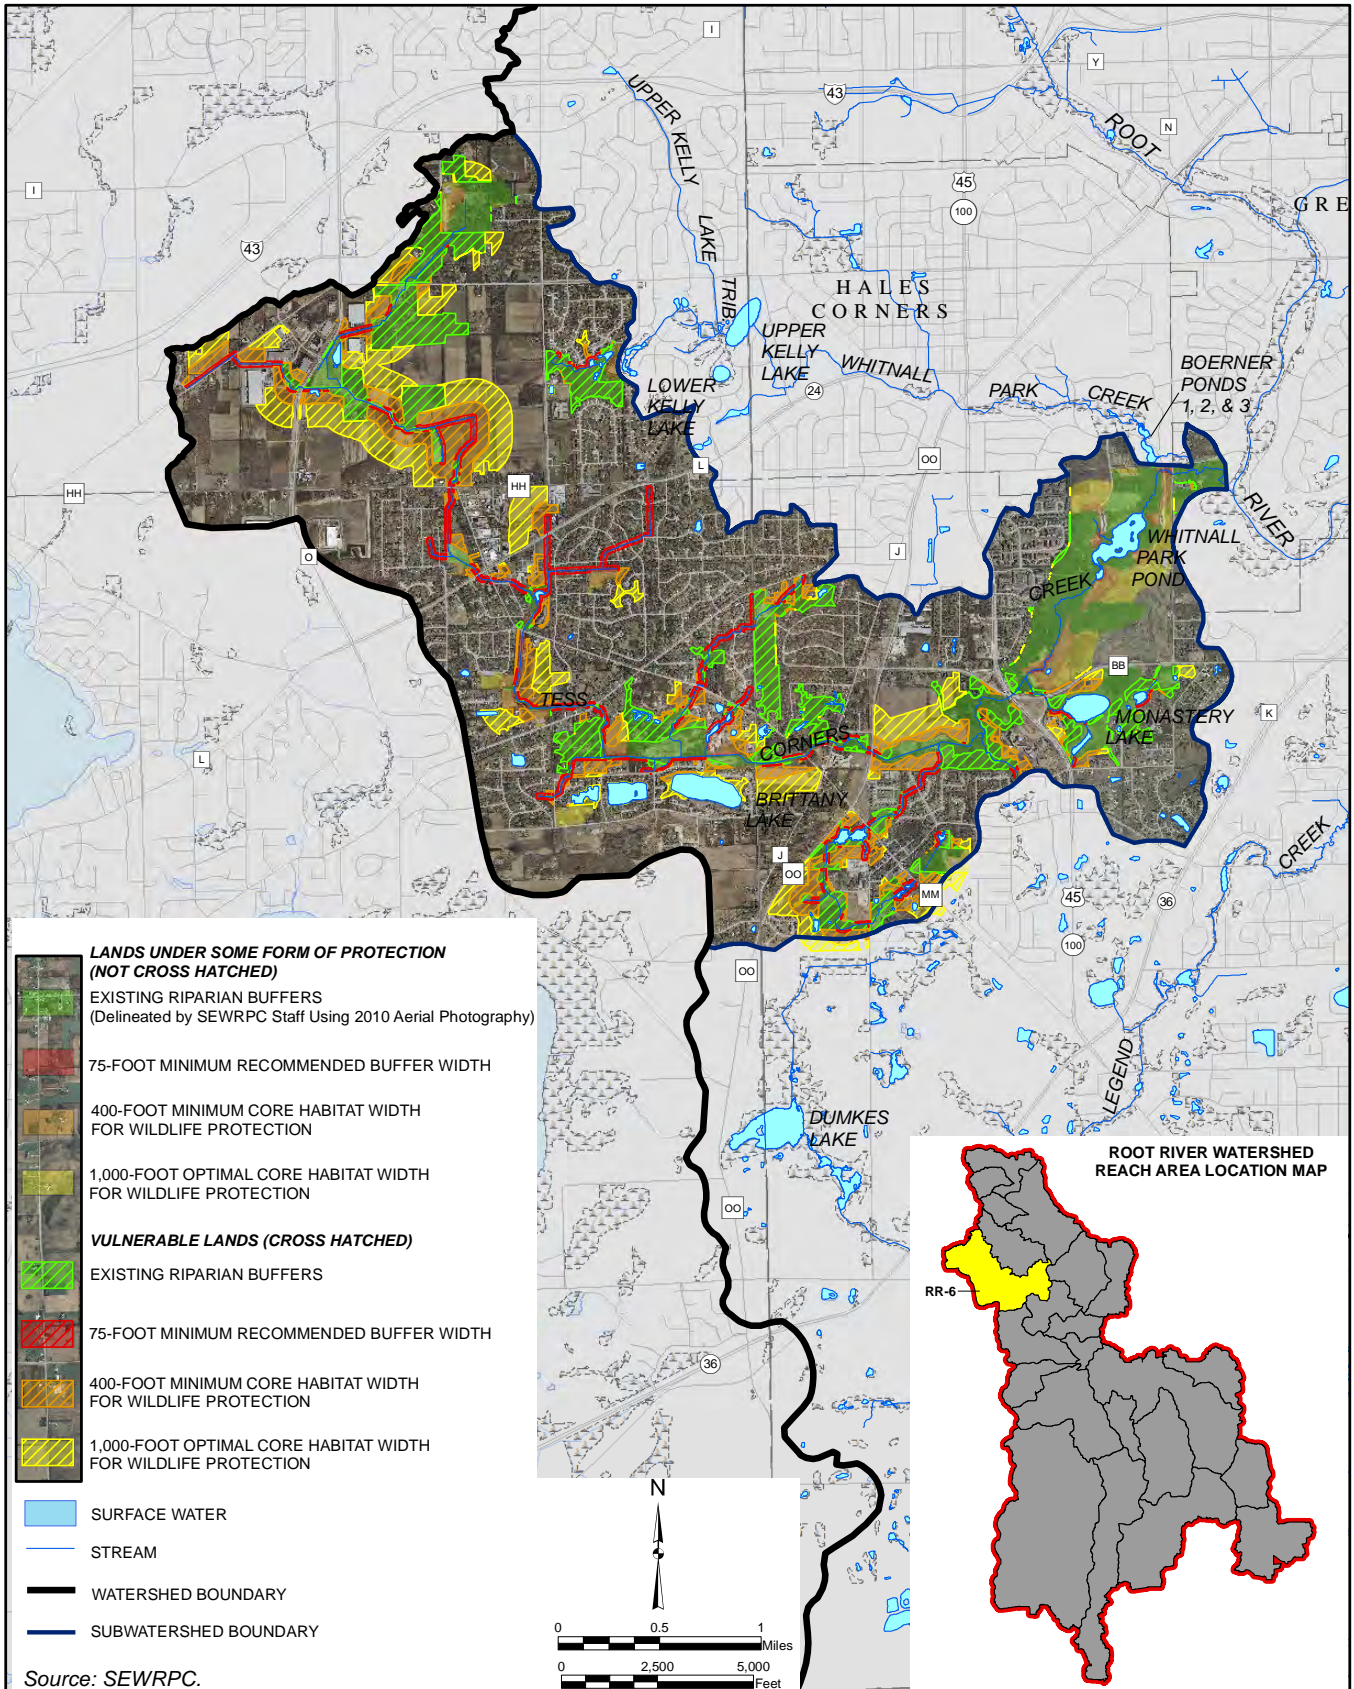 I
Y
43
UPPER KELLY
LAKE
TRIB.
ROOT
N
I
45
100
GRE
43
HALES
CORNERS
UPPER
KELLY
LAKE
BOERNER
PONDS
1, 2, & 3
WHITNALL
PARK
CREEK
LOWER
KELLY
LAKE
24
L
OO
HH
HH
RIVER
O
J
WHITNALL
PARK
POND
CREEK
BB
TESS
CORNERS
MONASTERY
LAKE
K
L
BRITTANY
LAKE
J
OO
MM
45
36
CREEK
100
OO
LEGEND
DUMKES
LAKE
OO
36
LANDS UNDER SOME FORM OF PROTECTION
(NOT CROSS HATCHED)
EXISTING RIPARIAN BUFFERS
(Delineated by SEWRPC Staff Using 2010 Aerial Photography)
75-FOOT MINIMUM RECOMMENDED BUFFER WIDTH
400-FOOT MINIMUM CORE HABITAT WIDTH
FOR WILDLIFE PROTECTION
1,000-FOOT OPTIMAL CORE HABITAT WIDTH
FOR WILDLIFE PROTECTION
VULNERABLE LANDS (CROSS HATCHED)
EXISTING RIPARIAN BUFFERS
75-FOOT MINIMUM RECOMMENDED BUFFER WIDTH
400-FOOT MINIMUM CORE HABITAT WIDTH
FOR WILDLIFE PROTECTION
1,000-FOOT OPTIMAL CORE HABITAT WIDTH
FOR WILDLIFE PROTECTION
SURFACE WATER
STREAM
WATERSHED BOUNDARY
SUBWATERSHED BOUNDARY
Source: SEWRPC.
N
0 0.5 1
Miles
0 2,500 5,000
Feet
ROOT RIVER WATERSHED
REACH AREA LOCATION MAP
RR-6